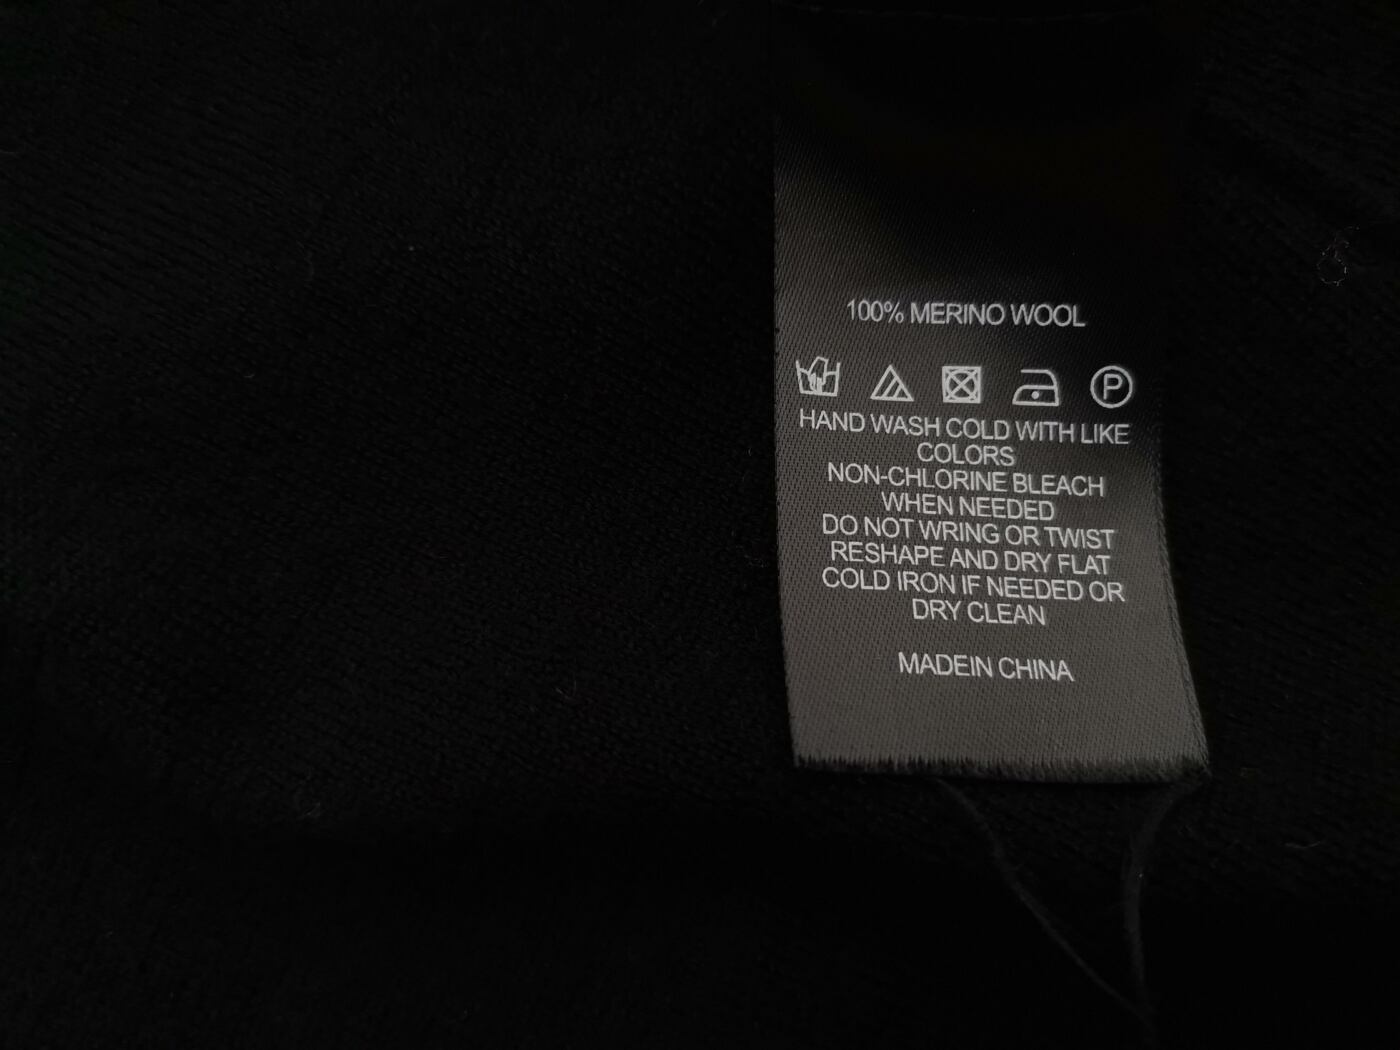 100% MERINO WOOL
P
HAND WASH COLD WITH LIKE
COLORS
NON-CHLORINE BLEACH
WHEN NEEDED
DO NOT WRING OR TWIST
RESHAPE AND DRY FLAT
COLD IRON IF NEEDED OR
DRY CLEAN
MADEIN CHINA